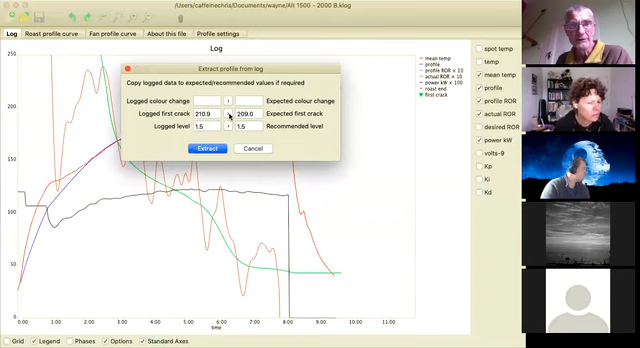 /Users/caffeinechris/Documents/wayne/Alt 1500 - 2000 B.klog
Log
Roast profile curve
Fan profile curve
About this file
Profile settings
Log
250
200
150
100
50
0
0:00
1:00
2:00
3:00
4:00
5:00
6:00
7:00
8:00
9:00
10:00
11:00
time
mean temp
profile
profile ROR × 10
actual ROR × 10
power kW × 100
roast end
first crack
Extract profile from log
Copy logged data to expected/recommended values if required
Logged colour change
Expected colour change
Logged first crack 210.9 209.0 Expected first crack
Logged level 1.5 1.5 Recommended level
Extract
Cancel
spot temp
temp
mean temp
profile
profile ROR
actual ROR
desired ROR
power kW
volts-9
Kp
Ki
Kd
Grid
Legend
Phases
Options
Standard Axes